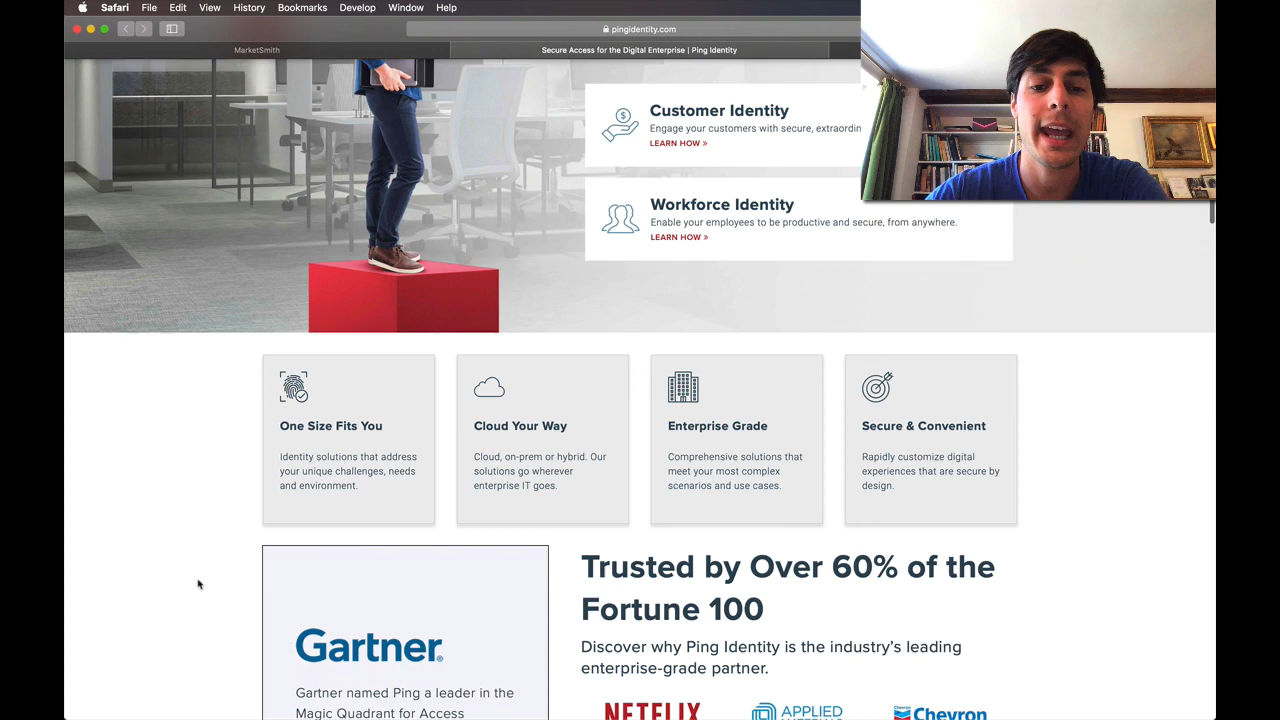 Safari File Edit View History Bookmarks Develop Window Help
pingidentity.com
MarketSmith
Secure Access for the Digital Enterprise | Ping Identity
Customer Identity
Engage your customers with secure, extraordin
LEARN HOW »
Workforce Identity
Enable your employees to be productive and secure, from anywhere.
LEARN HOW »
One Size Fits You
Identity solutions that address
your unique challenges, needs
and environment.
Cloud Your Way
Cloud, on-prem or hybrid. Our
solutions go wherever
enterprise IT goes.
Enterprise Grade
Comprehensive solutions that
meet your most complex
scenarios and use cases.
Secure & Convenient
Rapidly customize digital
experiences that are secure by
design.
Gartner®
Gartner named Ping a leader in the
Magic Quadrant for Access
Trusted by Over 60% of the
Fortune 100
Discover why Ping Identity is the industry's leading
enterprise-grade partner.
NETFLIX
APPLIED
Chevron
Chevron